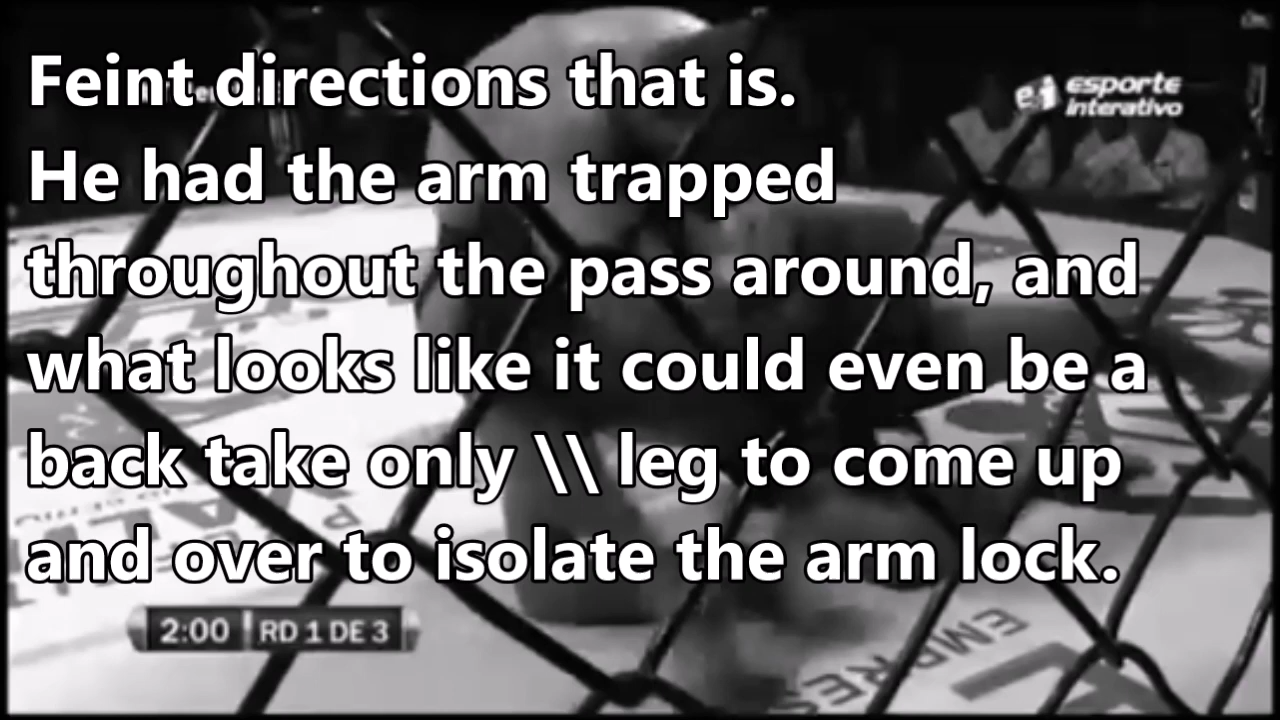 Feint directions that is.
He had the arm trapped
throughout the pass around, and
what looks like it could even be a
back take only \\ leg to come up
and over to isolate the arm lock.
ei esporte
interativo
2:00 RD 1 DE 3
EMPRES